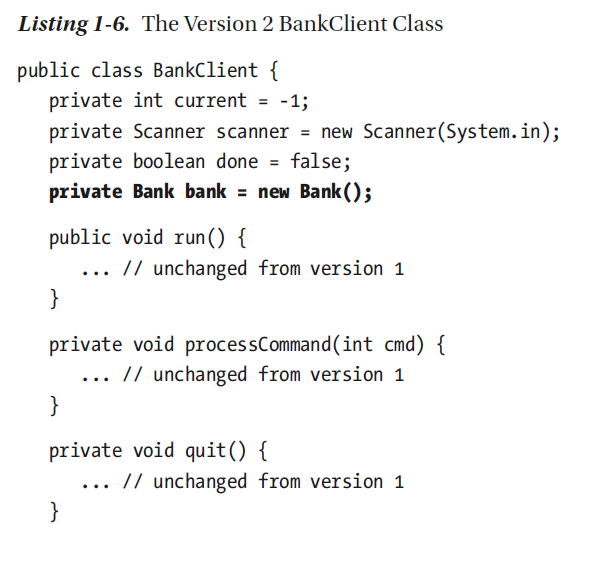 Listing 1-6. The Version 2 BankClient Class
public class BankClient {
private int current = -1;
private Scanner scanner = new Scanner(System.in);
private boolean done = false;
private Bank bank = new Bank();
public void run() {
... // unchanged from version 1
}
private void processCommand(int cmd) {
... // unchanged from version 1
}
private void quit() {
... // unchanged from version 1
}